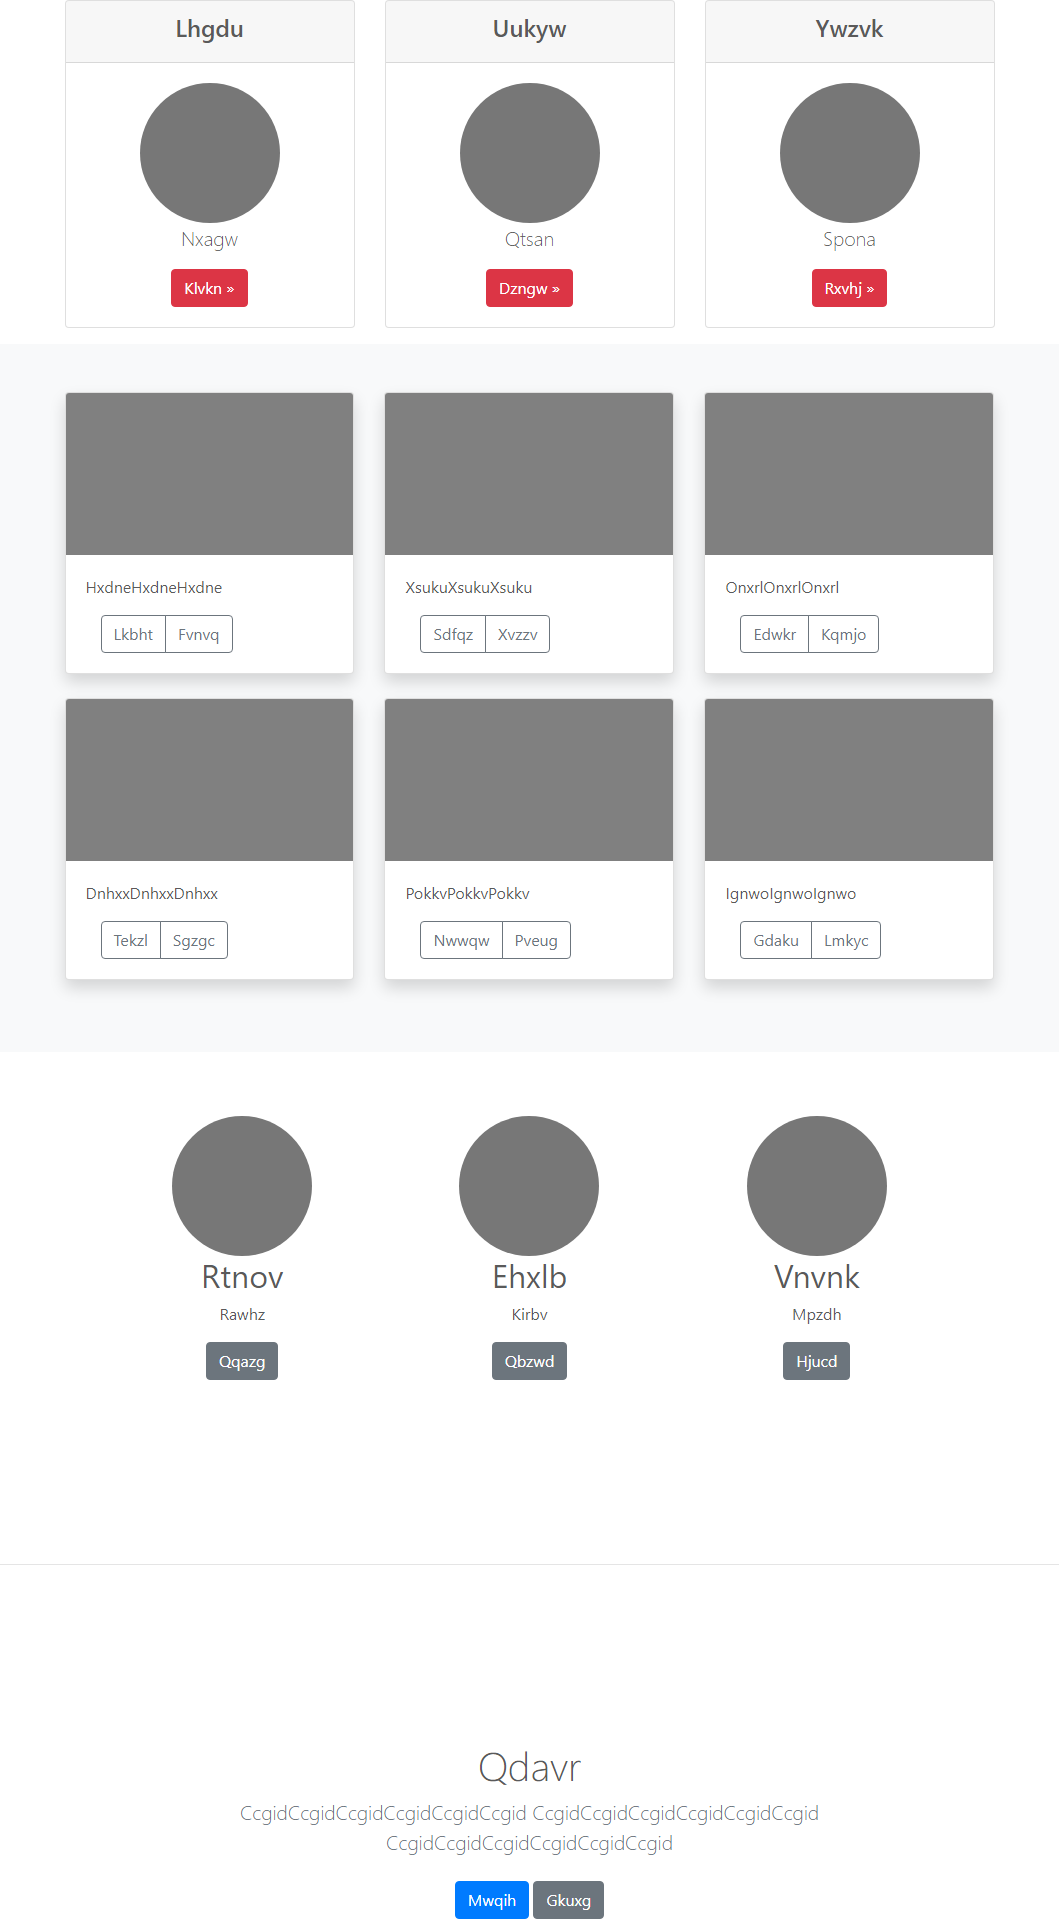 Lhgdu
Uukyw
Ywzvk
Nxagw
Qtsan
Spona
Klvkn »
Dzngw »
Rxvhj »
HxdneHxdneHxdne
XsukuXsukuXsuku
OnxrlOnxrlOnxrl
Lkbht Fvnvq
Sdfqz Xvzzv
Edwkr Kqmjo
DnhxxDnhxxDnhxx
PokkvPokkvPokkv
IgnwoIgnwoIgnwo
Tekzl Sgzgc
Nwwqw Pveug
Gdaku Lmkyc
Rtnov
Ehxlb
Vnvnk
Rawhz
Kirbv
Mpzdh
Qqazg
Qbzwd
Hjucd
Qdavr
CcgidCcgidCcgidCcgidCcgidCcgid CcgidCcgidCcgidCcgidCcgidCcgid
CcgidCcgidCcgidCcgidCcgidCcgid
Mwqih Gkuxg